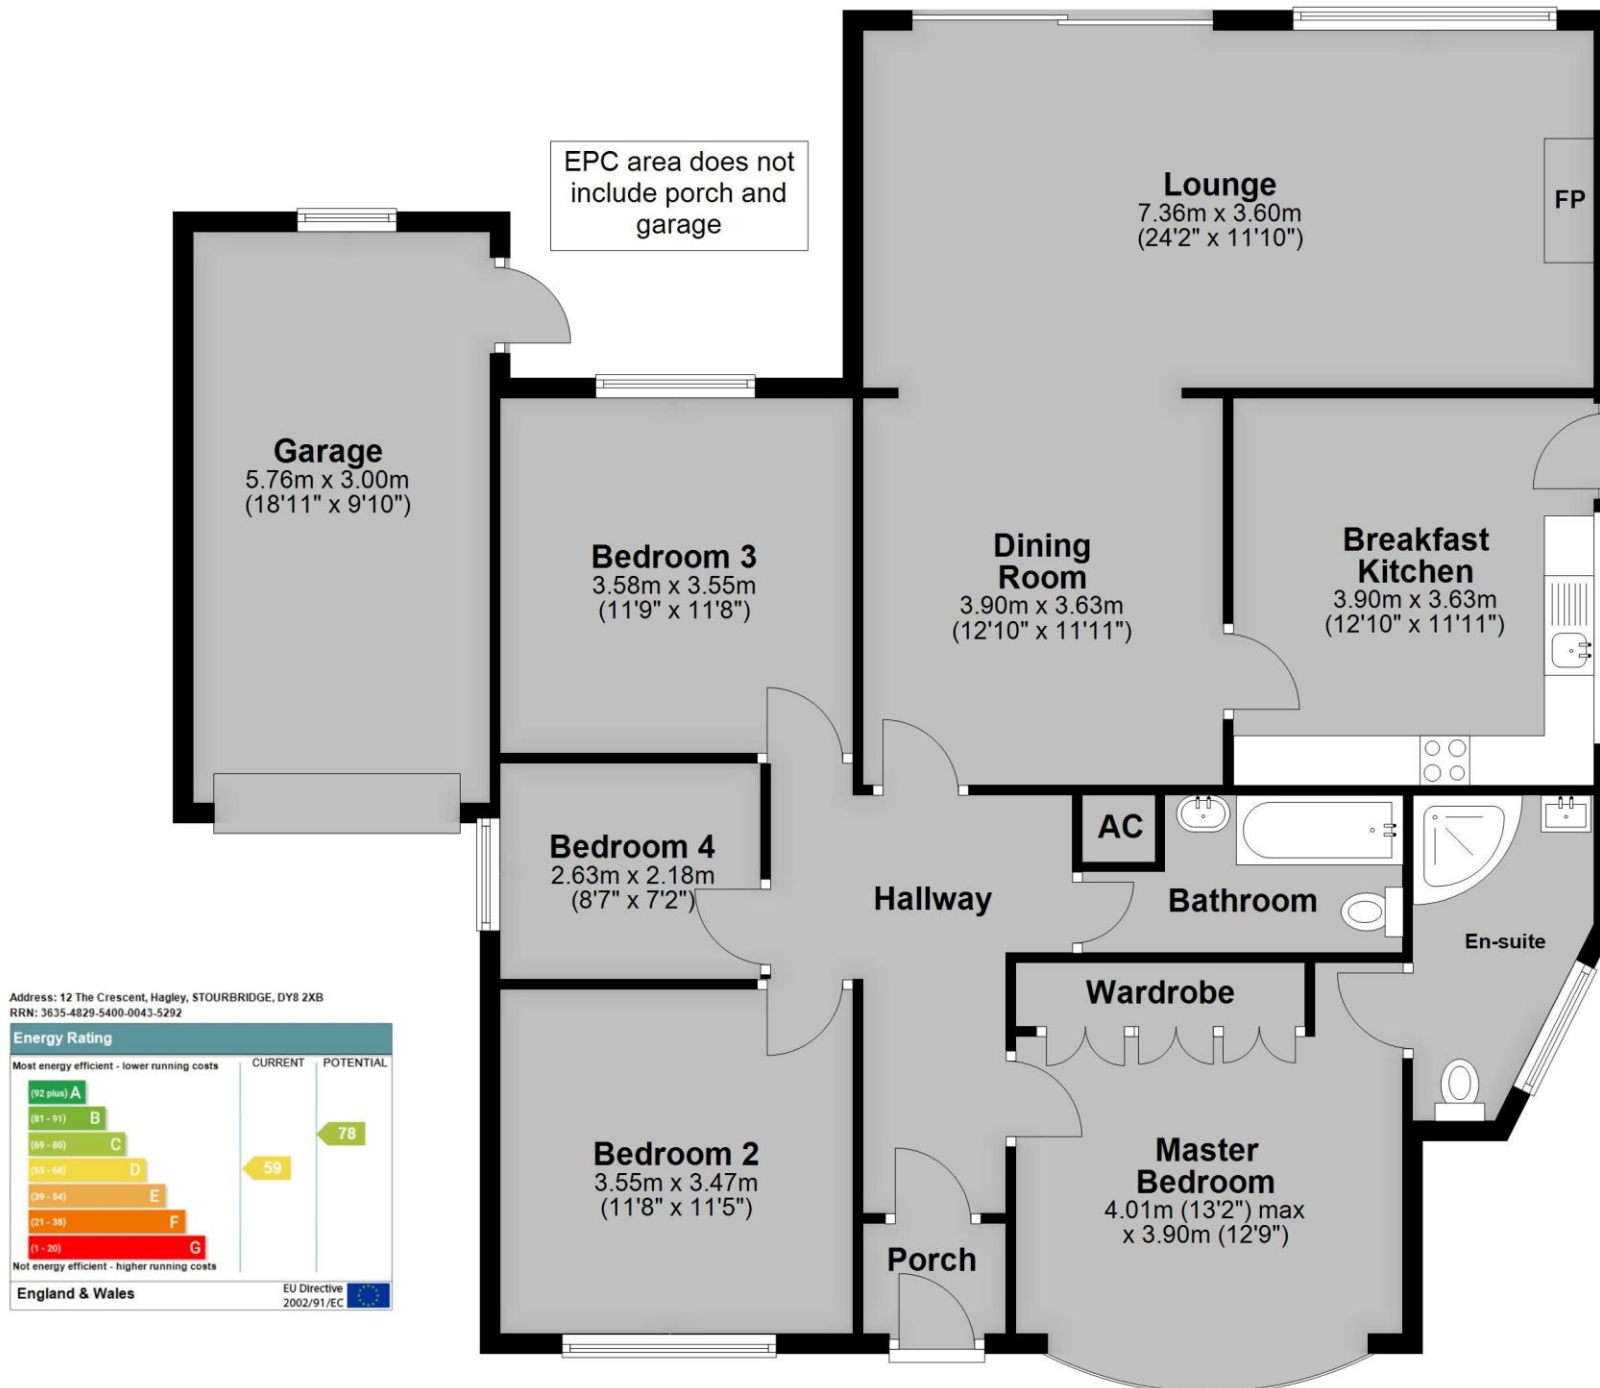 EPC area does not
include porch and
garage
Lounge
7.36m x 3.60m
(24'2" x 11'10")
FP
Garage
5.76m x 3.00m
(18'11" x 9'10")
Bedroom 3
3.58m x 3.55m
(11'9" x 11'8")
Dining
Room
3.90m x 3.63m
(12'10" x 11'11")
Breakfast
Kitchen
3.90m x 3.63m
(12'10" x 11'11")
Bedroom 4
2.63m x 2.18m
(8'7" x 7'2")
Hallway
AC
Bathroom
En-suite
Wardrobe
Bedroom 2
3.55m x 3.47m
(11'8" x 11'5")
Porch
Master
Bedroom
4.01m (13'2") max
x 3.90m (12'9")
Address: 12 The Crescent, Hagley, STOURBRIDGE, DY8 2XB
RRN: 3635-4829-5400-0043-5292
Energy Rating
Most energy efficient - lower running costs
CURRENT
POTENTIAL
(92 plus) A
(81 - 91) B
(69 - 80) C
78
(55 - 68) D
59
(39 - 54) E
(21 - 38) F
(1 - 20) G
Not energy efficient - higher running costs
England & Wales
EU Directive
2002/91/EC